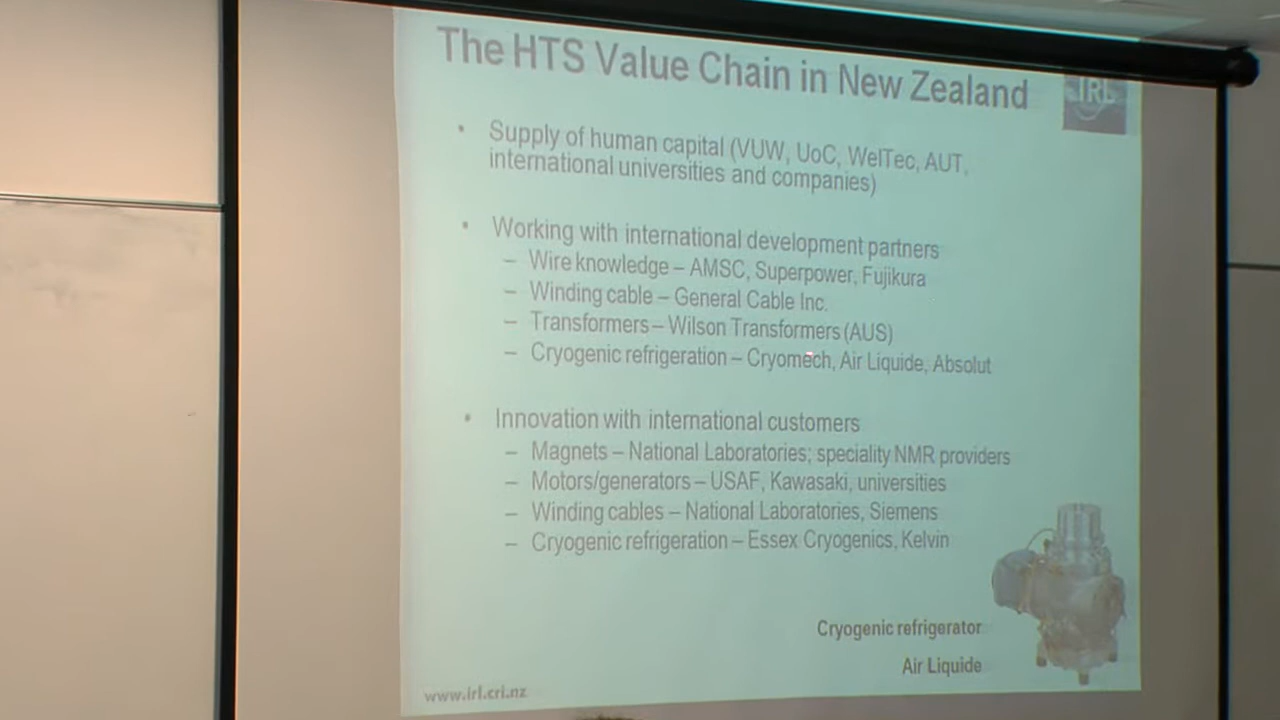 The HTS Value Chain in New Zealand
IRL
• Supply of human capital (VUW, UoC, WelTec, AUT,
international universities and companies)
• Working with international development partners
– Wire knowledge – AMSC, Superpower, Fujikura
– Winding cable – General Cable Inc.
– Transformers – Wilson Transformers (AUS)
– Cryogenic refrigeration – Cryomech, Air Liquide, Absolut
• Innovation with international customers
– Magnets – National Laboratories; speciality NMR providers
– Motors/generators – USAF, Kawasaki, universities
– Winding cables – National Laboratories, Siemens
– Cryogenic refrigeration – Essex Cryogenics, Kelvin
Cryogenic refrigerator
Air Liquide
www.irl.cri.nz